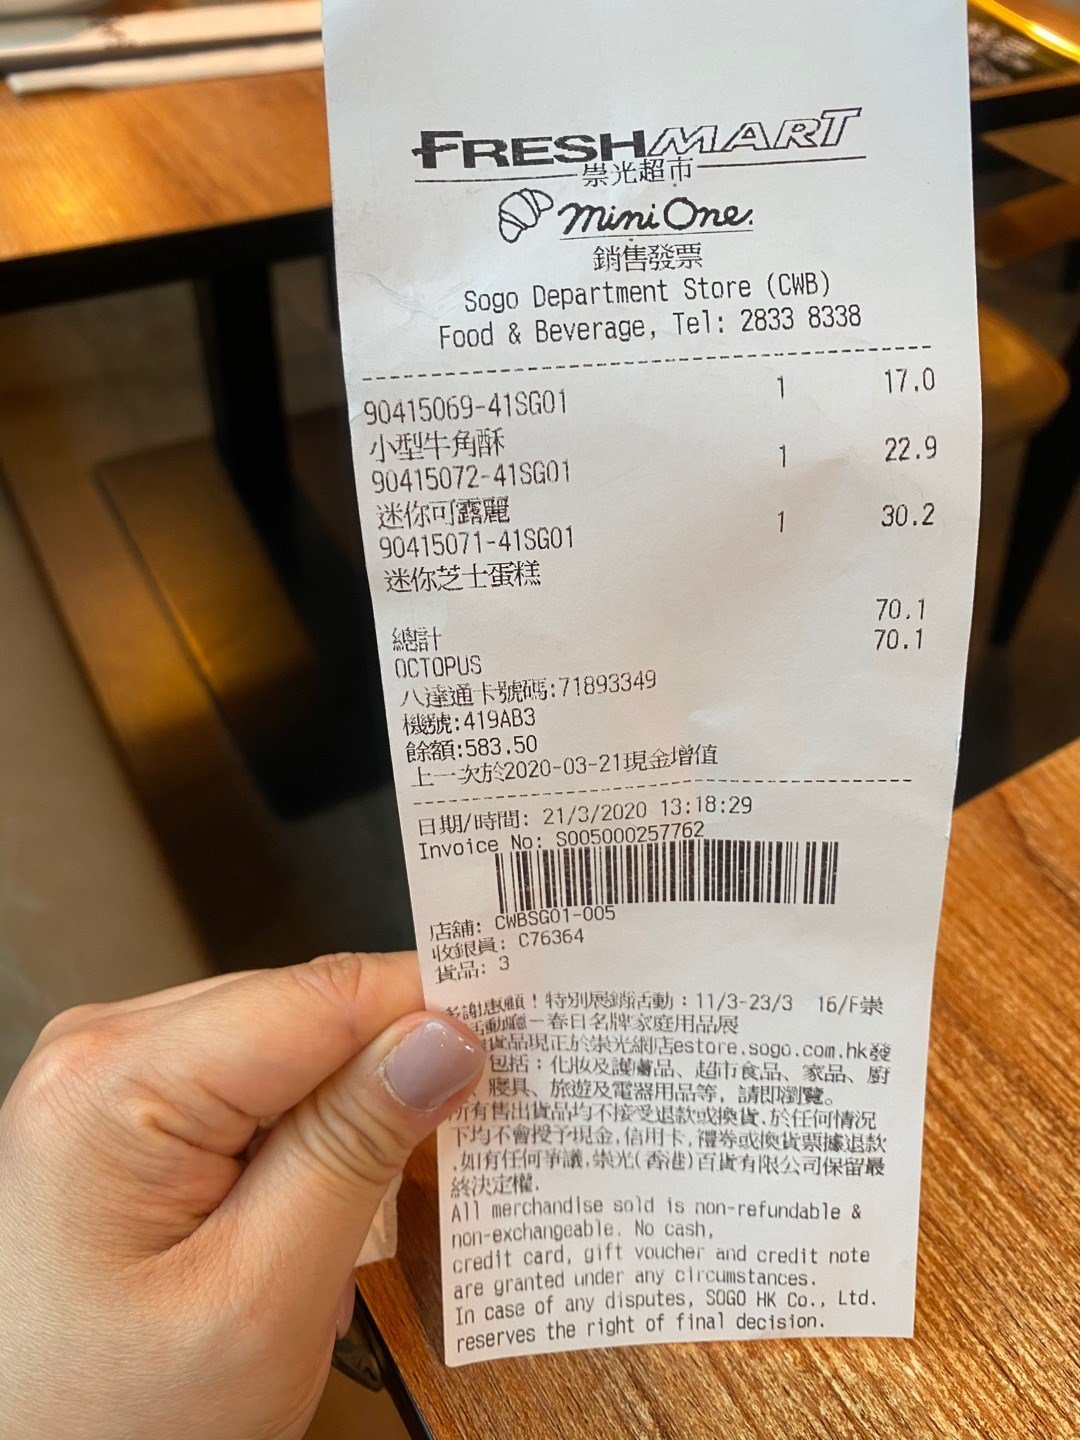 FRESHMART
崇光超市
mini One.
銷售發票
Sogo Department Store (CWB)
Food & Beverage, Tel: 2833 8338
90415069-41SG01 1 17.0
小型牛角酥
90415072-41SG01 1 22.9
迷你可露麗
90415071-41SG01 1 30.2
迷你芝士蛋糕
總計 70.1
OCTOPUS 70.1
八達通卡號碼:71893349
機號:419AB3
餘額:583.50
上一次於2020-03-21現金增值
日期/時間: 21/3/2020 13:18:29
Invoice No: S005000257762
店舖: CWBSG01-005
收銀員: C76364
貨品: 3
多謝惠顧！特別展銷活動：11/3-23/3 16/F崇
活動廳－春日名牌家庭用品展
貨品現正於崇光網店estore.sogo.com.hk發
包括：化妝及護膚品、超市食品、家品、廚
、寢具、旅遊及電器用品等，請即瀏覽。
所有售出貨品均不接受退款或換貨.於任何情況
下均不會授予現金,信用卡,禮券或換貨票據退款
.如有任何爭議,崇光(香港)百貨有限公司保留最
終決定權.
All merchandise sold is non-refundable &
non-exchangeable. No cash,
credit card, gift voucher and credit note
are granted under any circumstances.
In case of any disputes, SOGO HK Co., Ltd.
reserves the right of final decision.